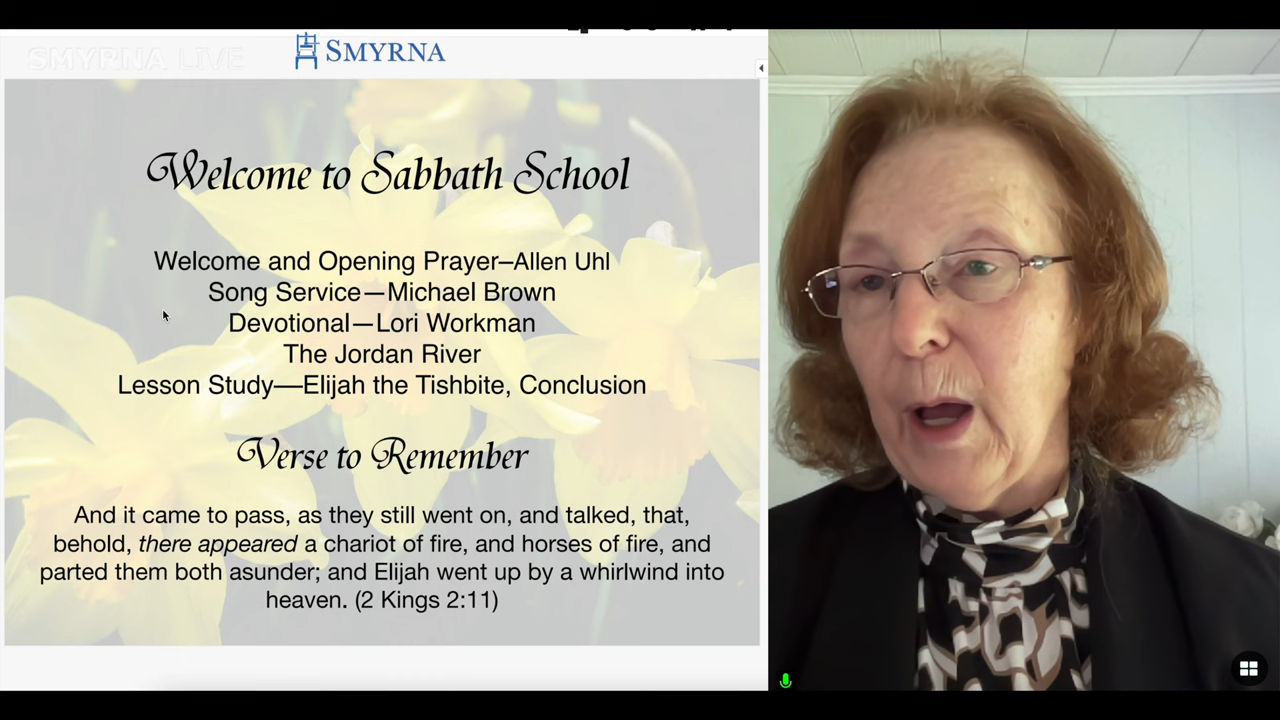 SMYRNA LIVE
SMYRNA
Welcome to Sabbath School
Welcome and Opening Prayer–Allen Uhl
Song Service—Michael Brown
Devotional—Lori Workman
The Jordan River
Lesson Study—–Elijah the Tishbite, Conclusion
Verse to Remember
And it came to pass, as they still went on, and talked, that,
behold, there appeared a chariot of fire, and horses of fire, and
parted them both asunder; and Elijah went up by a whirlwind into
heaven. (2 Kings 2:11)